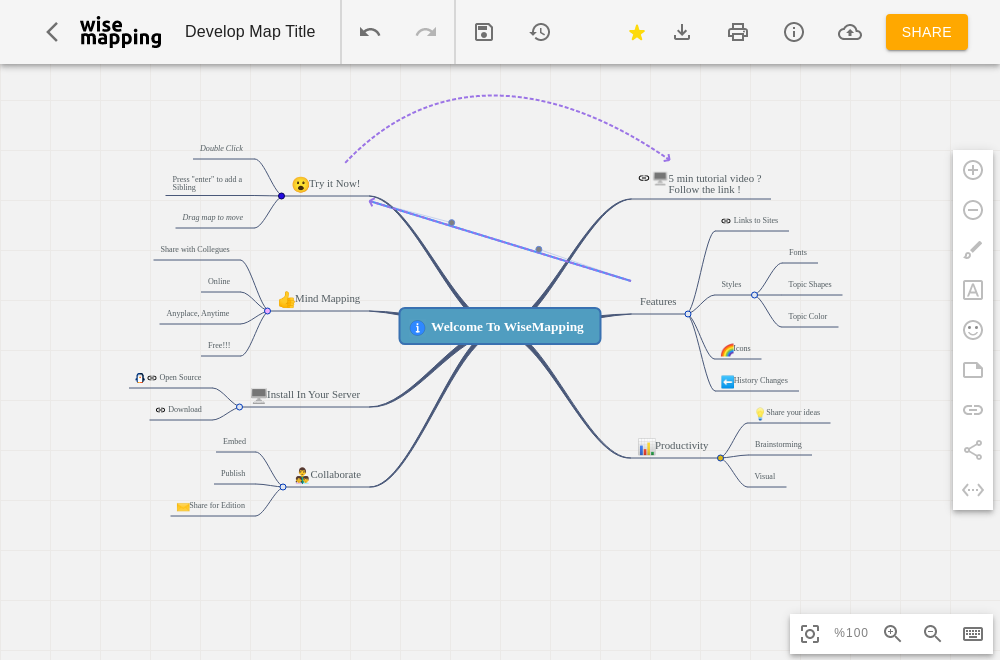 wise
mapping
Develop Map Title
SHARE
Double Click
Press "enter" to add a
Sibling
Drag map to move
Try it Now!
Share with Collegues
Online
Anyplace, Anytime
Free!!!
Mind Mapping
Open Source
Download
Install In Your Server
Embed
Publish
Share for Edition
Collaborate
Welcome To WiseMapping
5 min tutorial video ?
Follow the link !
Links to Sites
Fonts
Styles
Topic Shapes
Topic Color
Features
Icons
History Changes
Share your ideas
Productivity
Brainstorming
Visual
A
%100